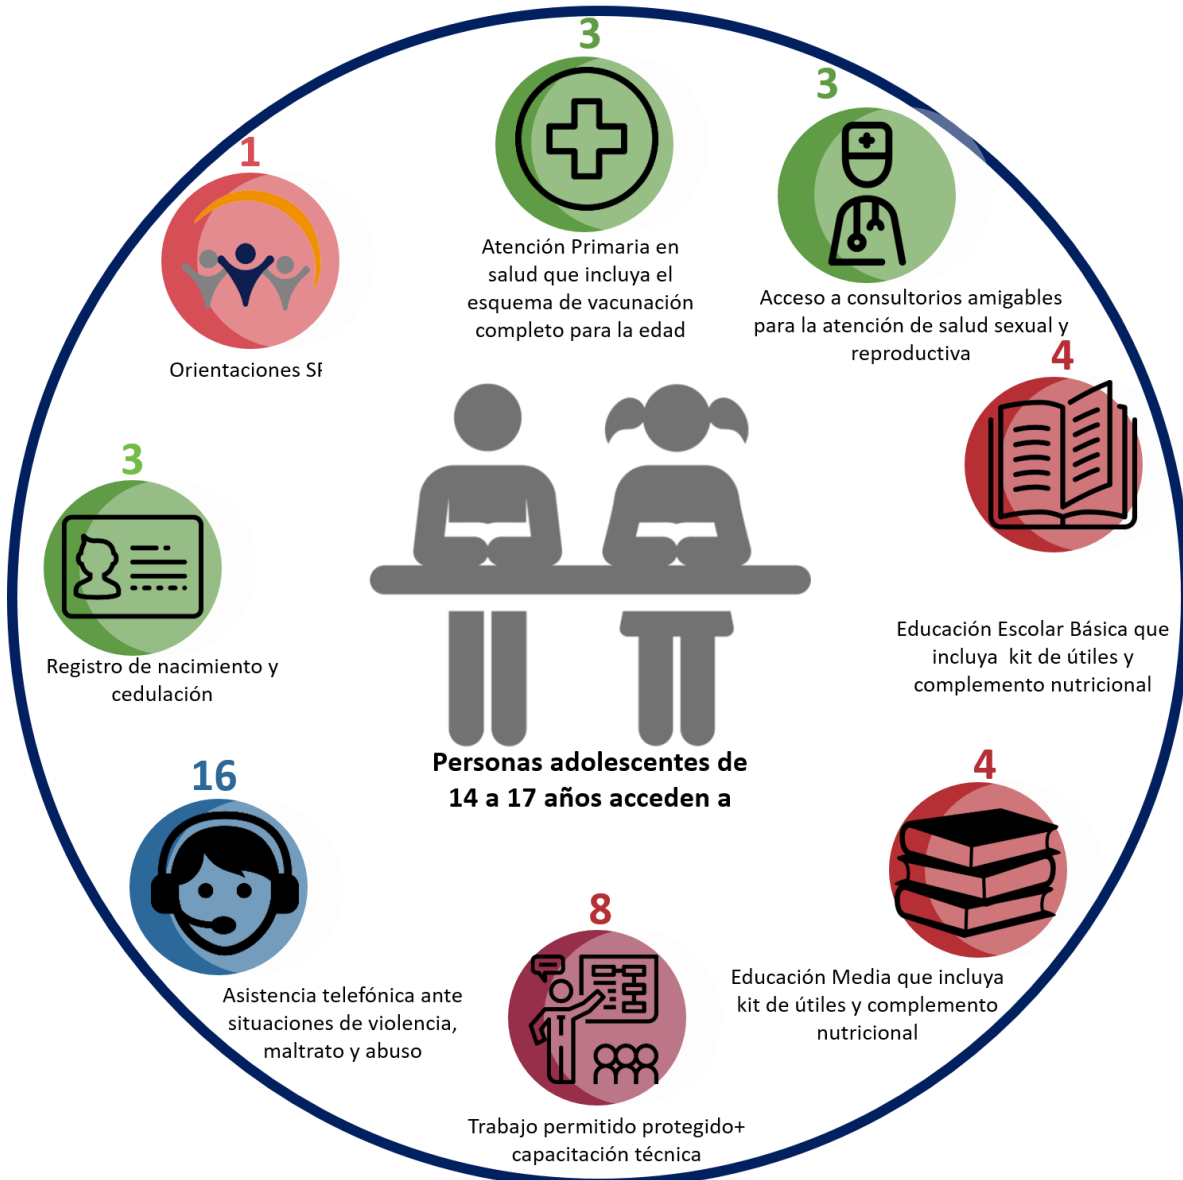 3
Atención Primaria en
salud que incluya el
esquema de vacunación
completo para la edad
3
Acceso a consultorios amigables
para la atención de salud sexual y
reproductiva
4
Educación Escolar Básica que
incluya kit de útiles y
complemento nutricional
4
Educación Media que incluya
kit de útiles y complemento
nutricional
8
Trabajo permitido protegido+
capacitación técnica
16
Asistencia telefónica ante
situaciones de violencia,
maltrato y abuso
3
Registro de nacimiento y
cedulación
1
Orientaciones
Personas adolescentes de
14 a 17 años acceden a